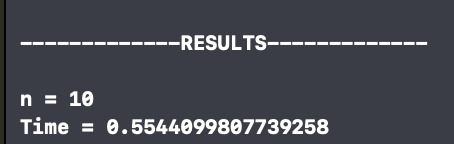 -------------RESULTS-------------
n = 10
Time = 0.5544099807739258